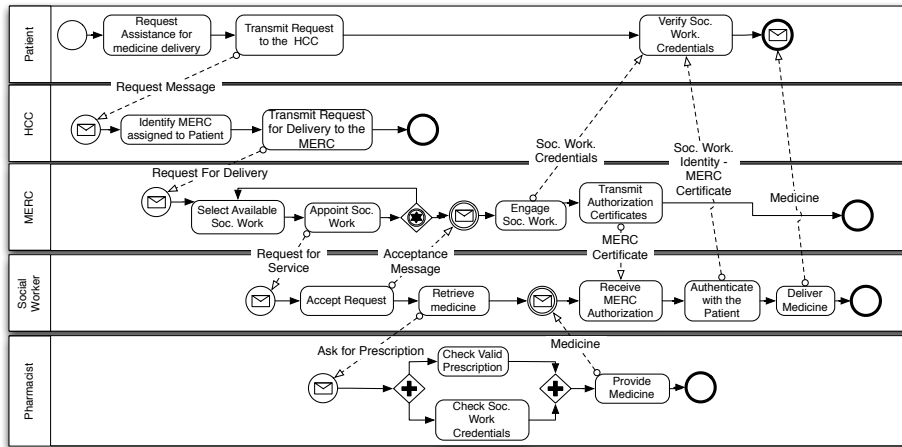 Patient
Request
Assistance for
medicine delivery
Transmit Request
to the HCC
Verify Soc.
Work.
Credentials
Request Message
HCC
Identify MERC
assigned to Patient
Transmit Request
for Delivery to the
MERC
Soc. Work.
Credentials
Soc. Work.
Identity -
MERC
Certificate
Medicine
Request For Delivery
MERC
Select Available
Soc. Work
Appoint Soc.
Work
Engage
Soc. Work.
Transmit
Authorization
Certificates
Request for
Service
Acceptance
Message
MERC
Certificate
Social
Worker
Accept Request
Retrieve
medicine
Receive
MERC
Authorization
Authenticate
with the
Patient
Deliver
Medicine
Ask for Prescription
Medicine
Pharmacist
Check Valid
Prescription
Check Soc.
Work
Credentials
Provide
Medicine